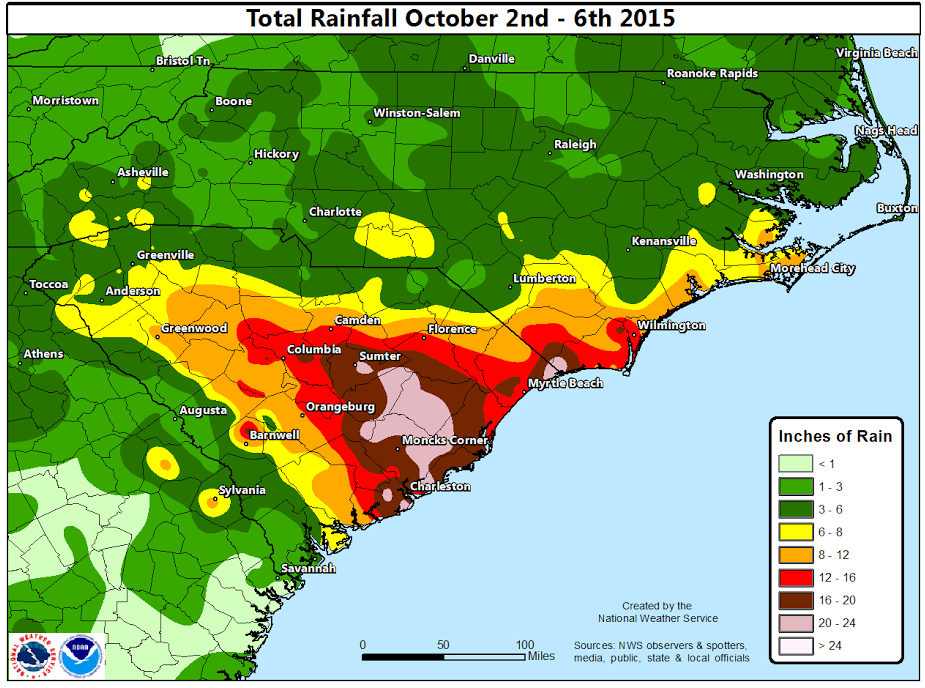 Total Rainfall October 2nd - 6th 2015
Virginia Beach
Bristol Tn
Danville
Roanoke Rapids
Morristown
Boone
Winston-Salem
Nags Head
Raleigh
Hickory
Asheville
Washington
Charlotte
Buxton
Kenansville
Greenville
Morehead City
Toccoa
Anderson
Lumberton
Greenwood
Camden
Florence
Wilmington
Athens
Columbia
Sumter
Myrtle Beach
Augusta
Orangeburg
Barnwell
Moncks Corner
Sylvania
Charleston
Savannah
Inches of Rain
< 1
1 - 3
3 - 6
6 - 8
8 - 12
12 - 16
16 - 20
20 - 24
> 24
Created by the
National Weather Service
0 50 100
Miles
Sources: NWS observers & spotters,
media, public, state & local officials
NATIONAL WEATHER SERVICE
NOAA